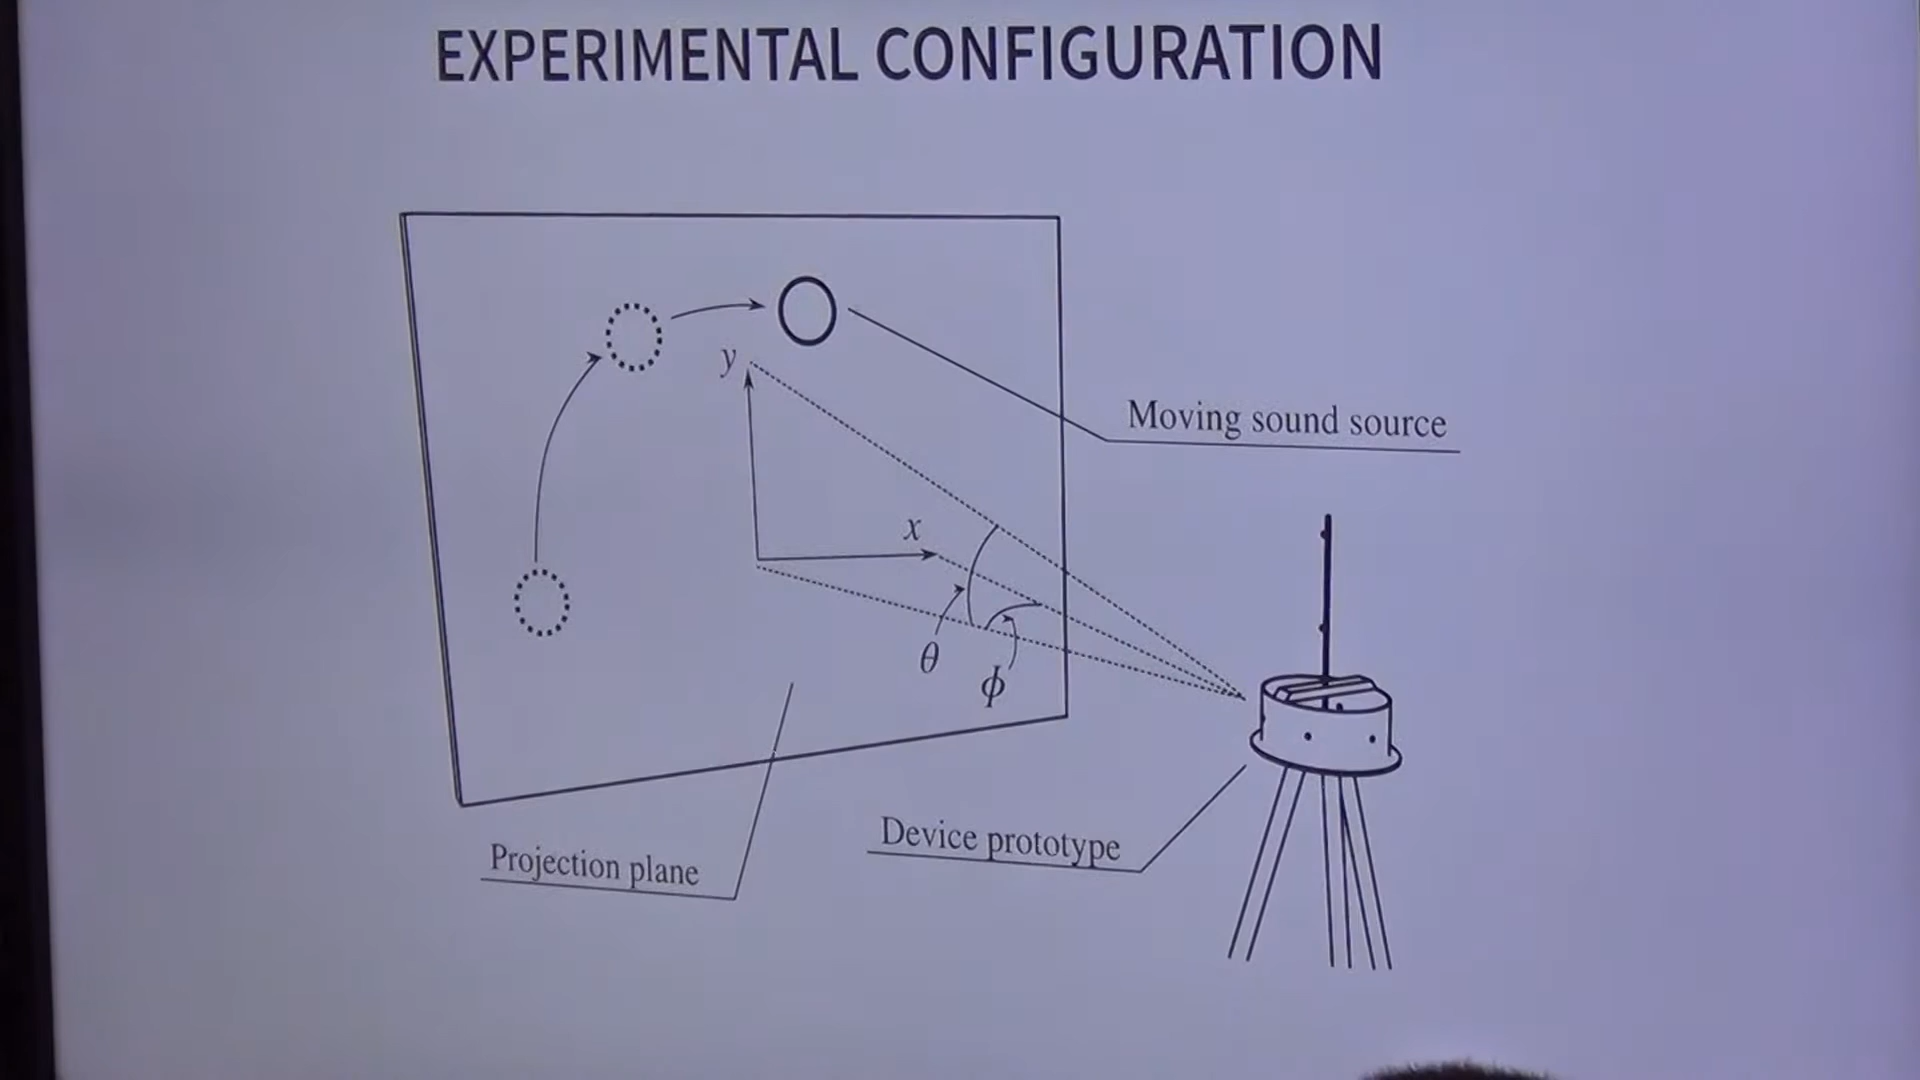 EXPERIMENTAL CONFIGURATION
y
Moving sound source
x
θ
ϕ
Device prototype
Projection plane